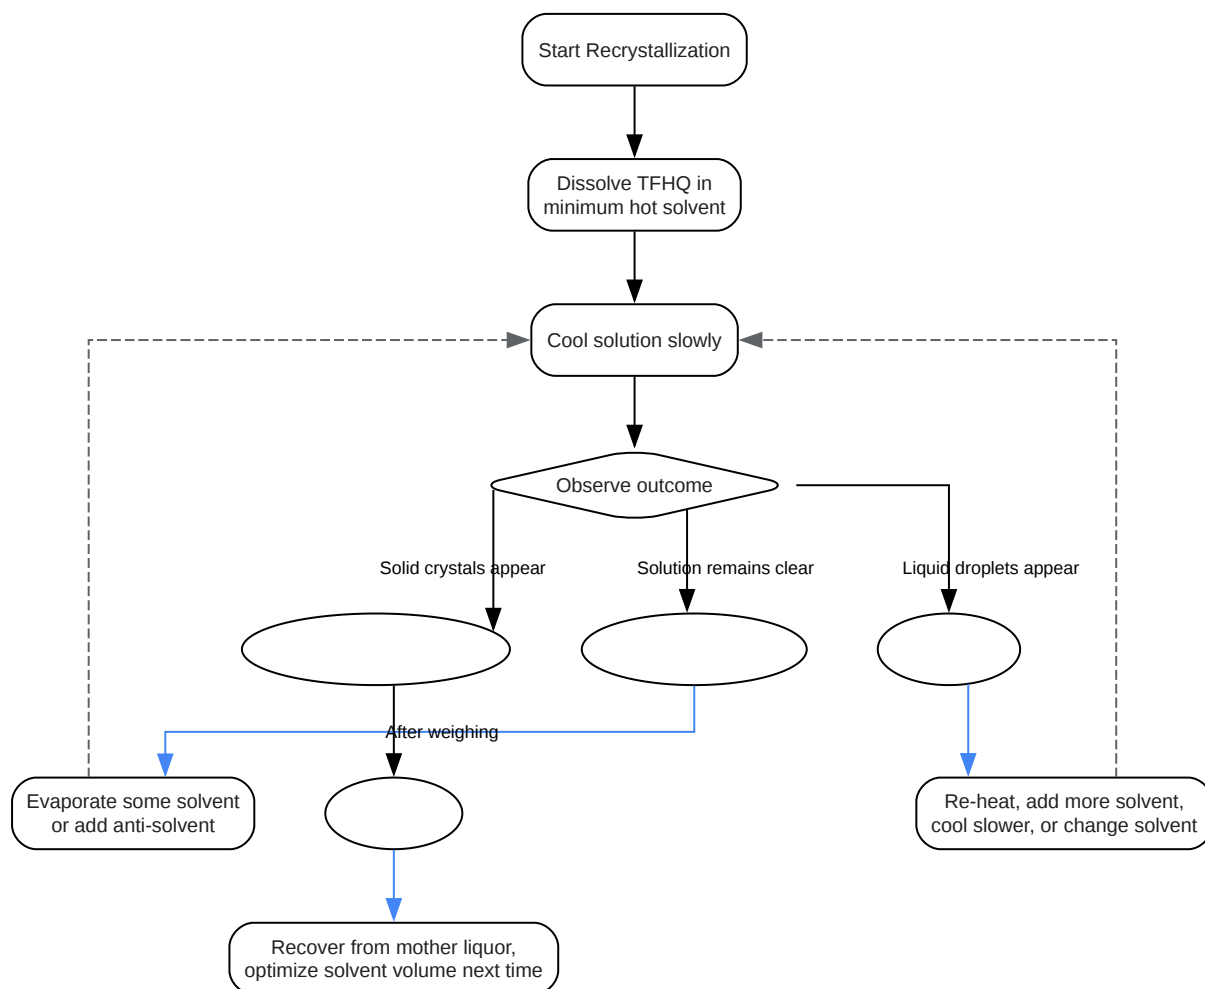 Start Recrystallization
Dissolve TFHQ in
minimum hot solvent
Cool solution slowly
Observe outcome
Solid crystals appear
Solution remains clear
Liquid droplets appear
After weighing
Evaporate some solvent
or add anti-solvent
Re-heat, add more solvent,
cool slower, or change solvent
Recover from mother liquor,
optimize solvent volume next time